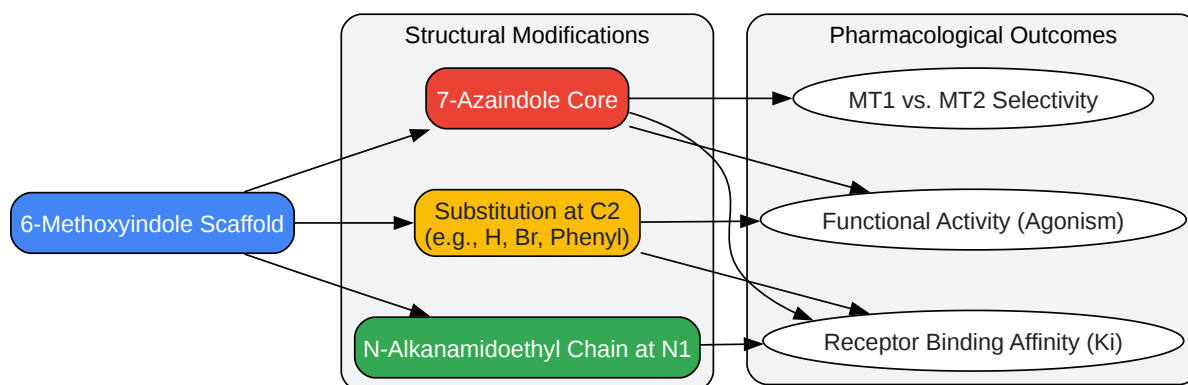 Structural Modifications
Pharmacological Outcomes
7-Azaindole Core
MT1 vs. MT2 Selectivity
6-Methoxyindole Scaffold
Substitution at C2
(e.g., H, Br, Phenyl)
Functional Activity (Agonism)
N-Alkanamidoethyl Chain at N1
Receptor Binding Affinity (Ki)